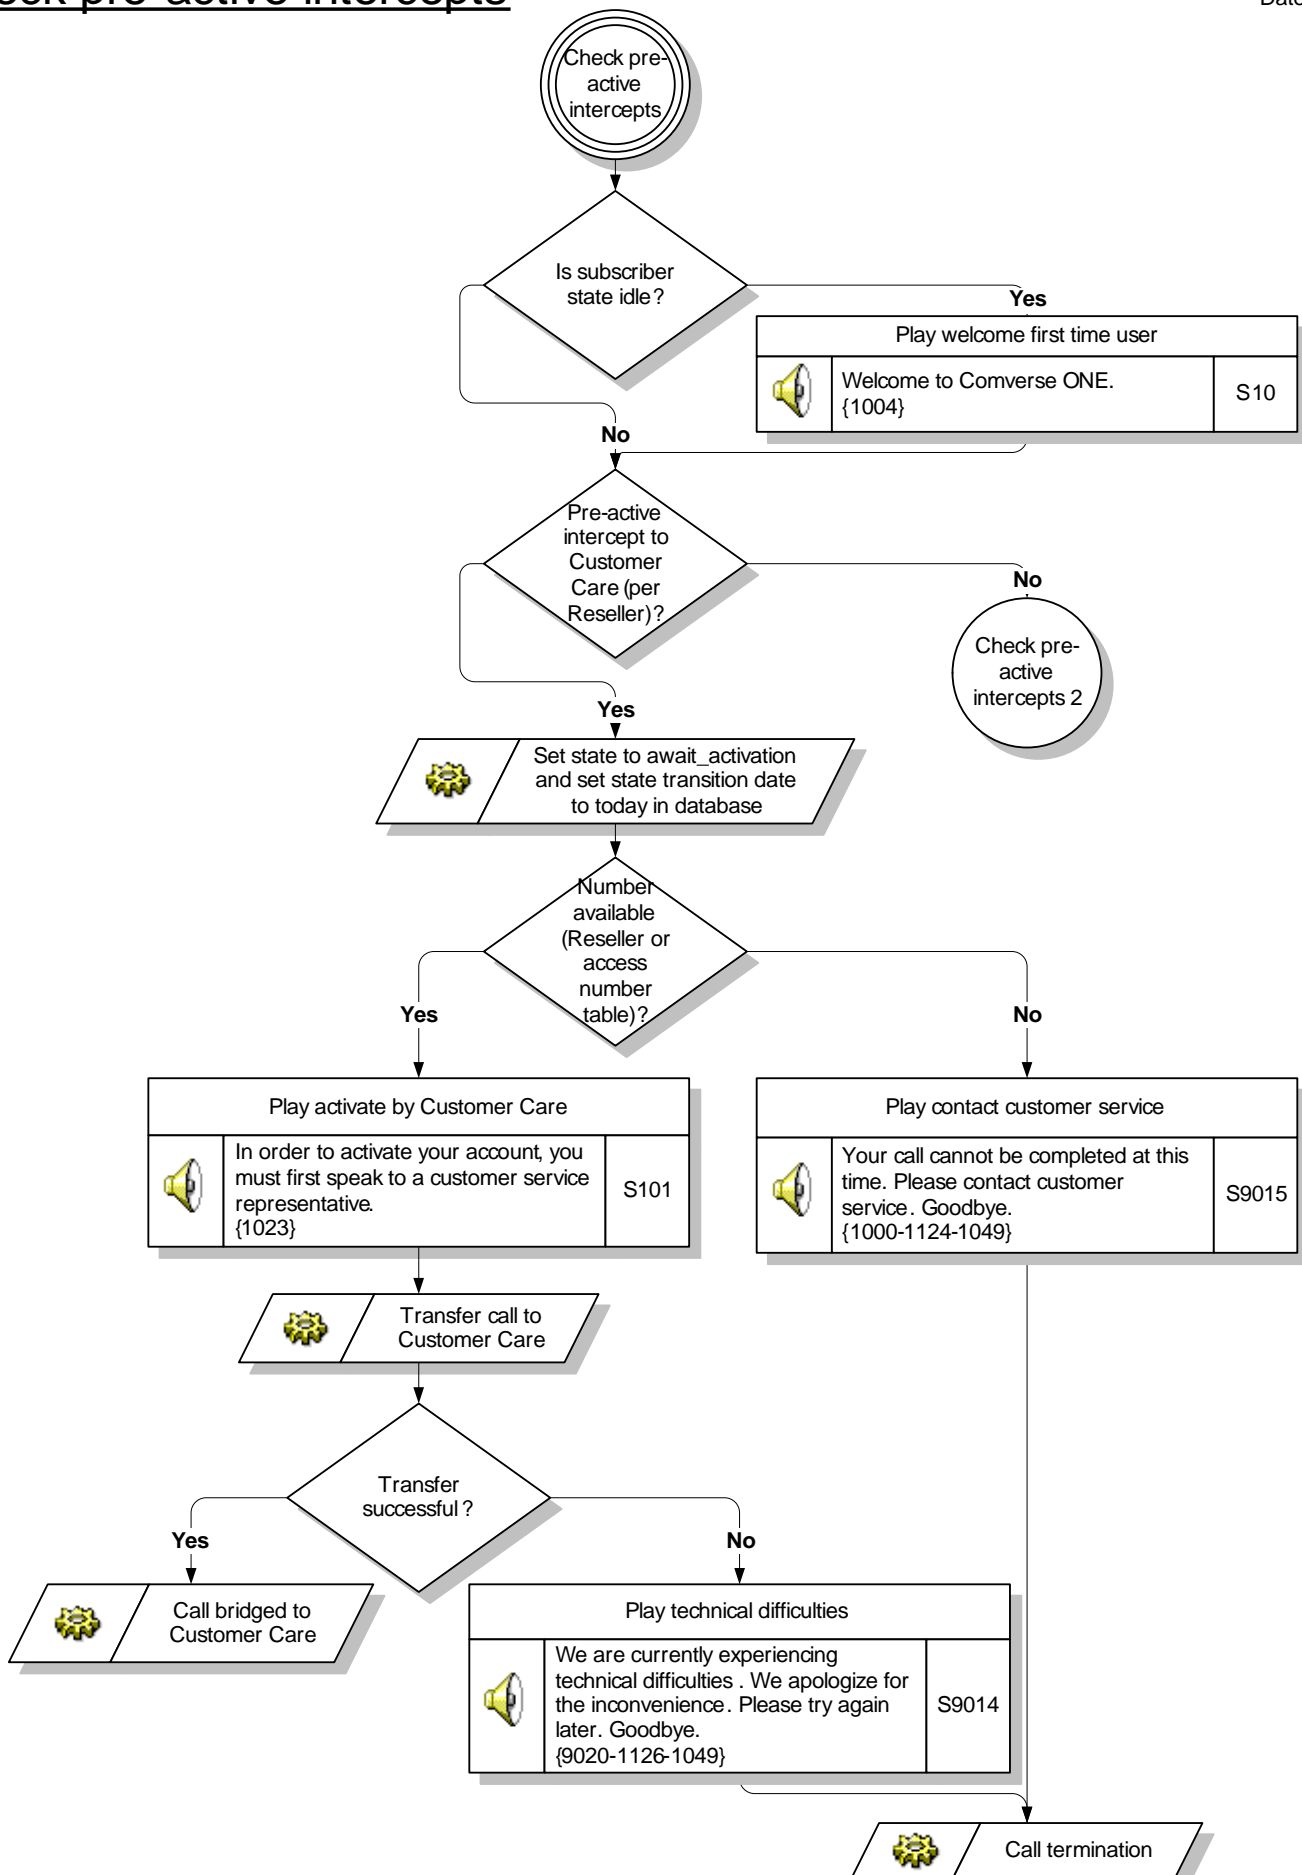 pre-active intercepts
Date
Check pre-
active
intercepts
Is subscriber
state idle?
Yes
Play welcome first time user
Welcome to Comverse ONE.
{1004}
S10
No
Pre-active
intercept to
Customer
Care (per
Reseller)?
No
Check pre-
active
intercepts 2
Yes
Set state to await_activation
and set state transition date
to today in database
Number
available
(Reseller or
access
number
table)?
Yes
No
Play activate by Customer Care
In order to activate your account, you
must first speak to a customer service
representative.
{1023}
S101
Play contact customer service
Your call cannot be completed at this
time. Please contact customer
service. Goodbye.
{1000-1124-1049}
S9015
Transfer call to
Customer Care
Transfer
successful?
Yes
No
Call bridged to
Customer Care
Play technical difficulties
We are currently experiencing
technical difficulties. We apologize for
the inconvenience. Please try again
later. Goodbye.
{9020-1126-1049}
S9014
Call termination